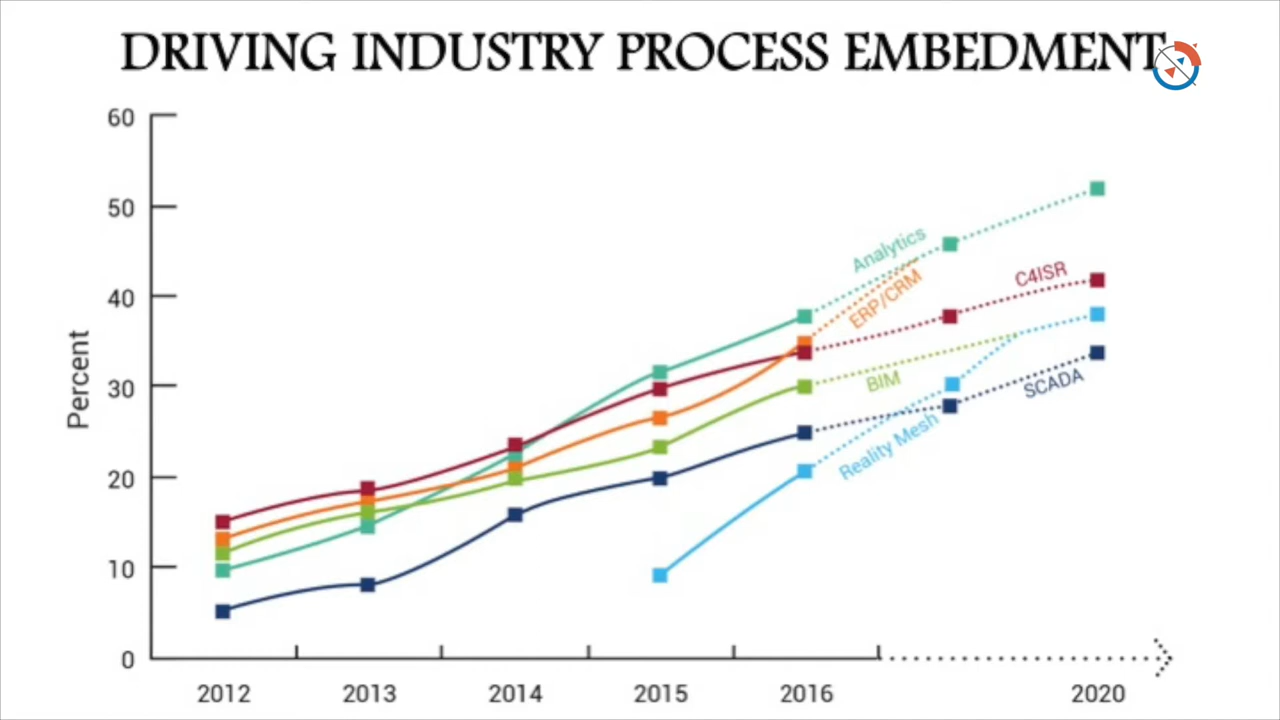 DRIVING INDUSTRY PROCESS EMBEDMENT
60
50
40
30
20
10
0
Percent
Analytics
ERP/CRM
C4ISR
BIM
SCADA
Reality Mesh
2012 2013 2014 2015 2016 2020